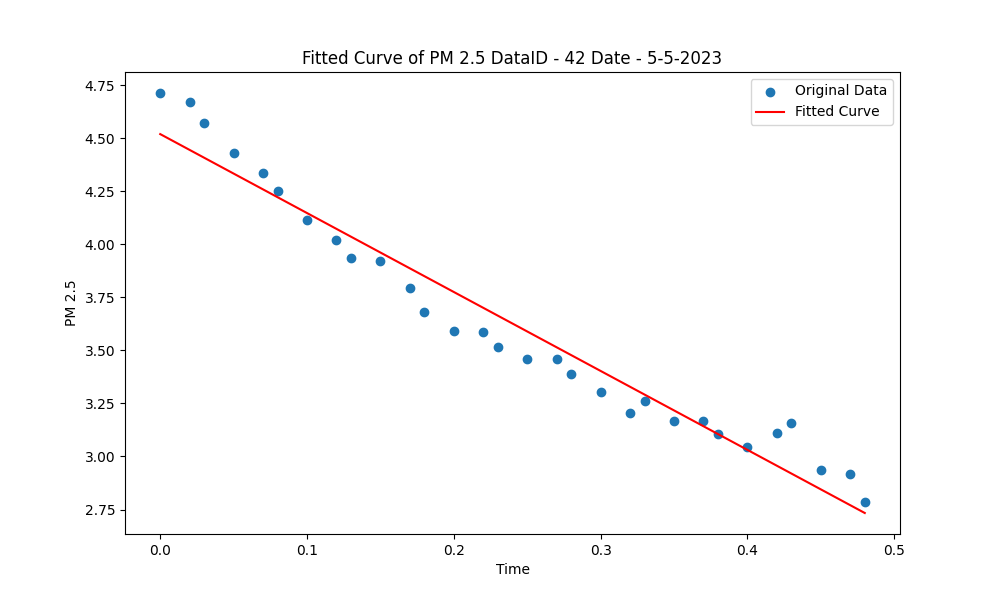 Fitted Curve of PM 2.5 DataID - 42 Date - 5-5-2023
Original Data
Fitted Curve
4.75
4.50
4.25
4.00
3.75
3.50
3.25
3.00
2.75
PM 2.5
0.0 0.1 0.2 0.3 0.4 0.5
Time